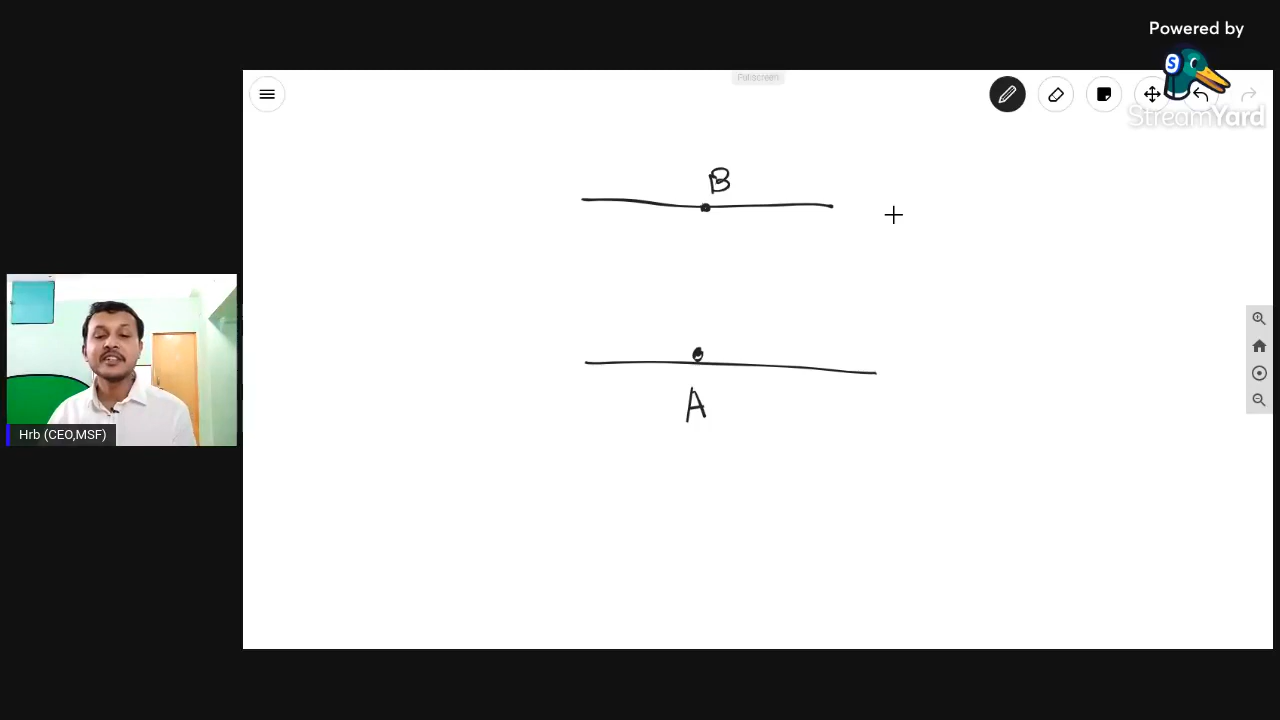 Powered by
Fullscreen
StreamYard
B
A
Hrb (CEO,MSF)